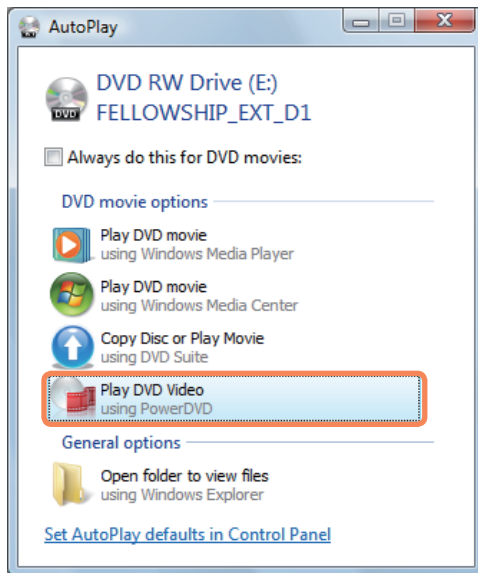 AutoPlay
DVD RW Drive (E:)
FELLOWSHIP_EXT_D1
Always do this for DVD movies:
DVD movie options
Play DVD movie
using Windows Media Player
Play DVD movie
using Windows Media Center
Copy Disc or Play Movie
using DVD Suite
Play DVD Video
using PowerDVD
General options
Open folder to view files
using Windows Explorer
Set AutoPlay defaults in Control Panel